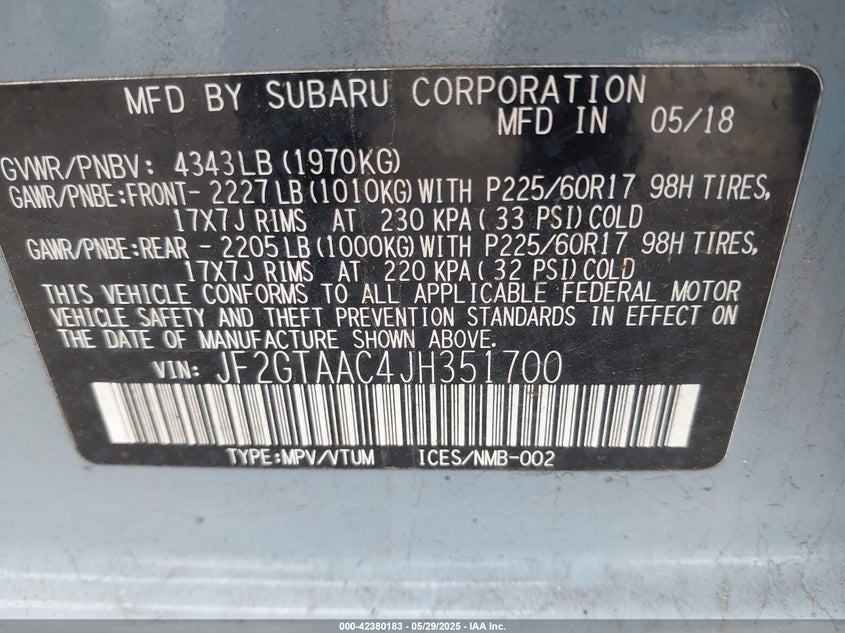 MFD BY SUBARU CORPORATION
MFD IN 05/18
GVWR/PNBV: 4343LB (1970KG)
GAWR/PNBE:FRONT- 2227LB (1010KG) WITH P225/60R17 98H TIRES,
17X7J RIMS AT 230 KPA ( 33 PSI) COLD
GAWR/PNBE:REAR - 2205LB (1000KG) WITH P225/60R17 98H TIRES,
17X7J RIMS AT 220 KPA ( 32 PSI) COLD
THIS VEHICLE CONFORMS TO ALL APPLICABLE FEDERAL MOTOR
VEHICLE SAFETY AND THEFT PREVENTION STANDARDS IN EFFECT ON
THE DATE OF MANUFACTURE SHOWN ABOVE.
VIN: JF2GTAAC4JH351700
TYPE:MPV/VTUM ICES/NMB-002
000-42380183 - 05/29/2025 - IAA Inc.